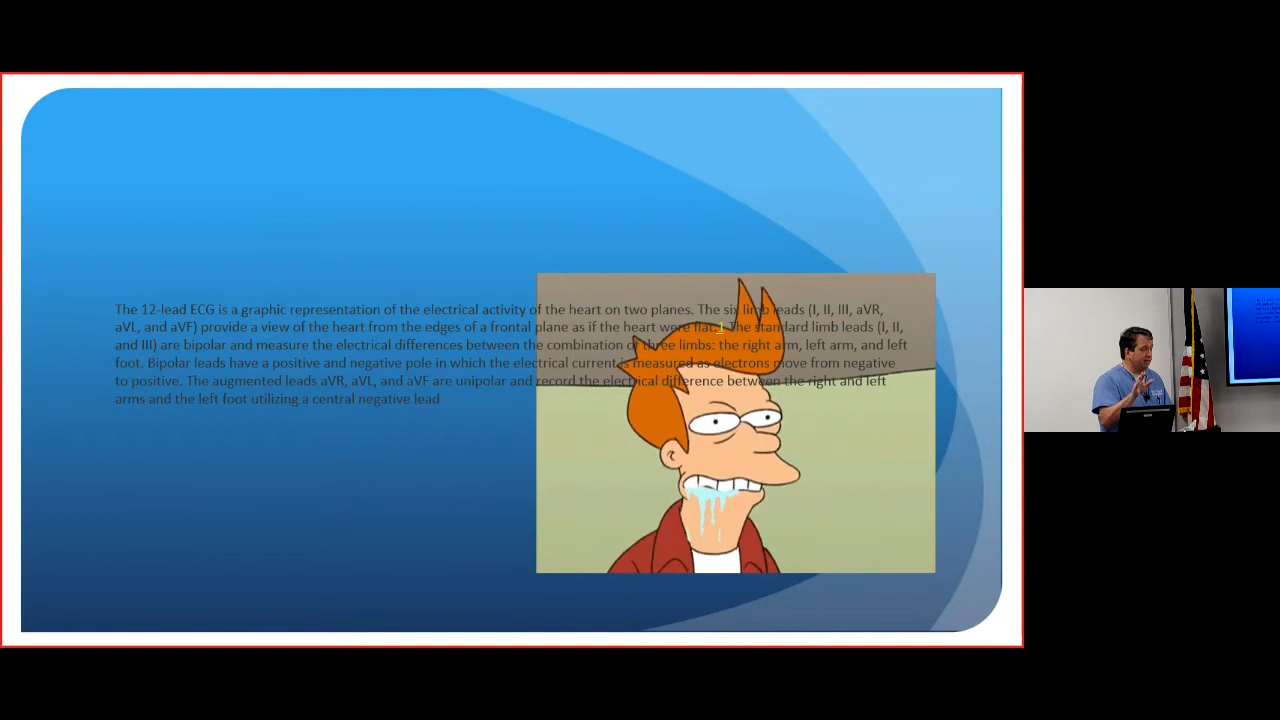 The 12-lead ECG is a graphic representation of the electrical activity of the heart on two planes. The six limb leads (I, II, III, aVR,
aVL, and aVF) provide a view of the heart from the edges of a frontal plane as if the heart were flat.1 The standard limb leads (I, II,
and III) are bipolar and measure the electrical differences between the combination of three limbs: the right arm, left arm, and left
foot. Bipolar leads have a positive and negative pole in which the electrical current is measured as electrons move from negative
to positive. The augmented leads aVR, aVL, and aVF are unipolar and record the electrical difference between the right and left
arms and the left foot utilizing a central negative lead